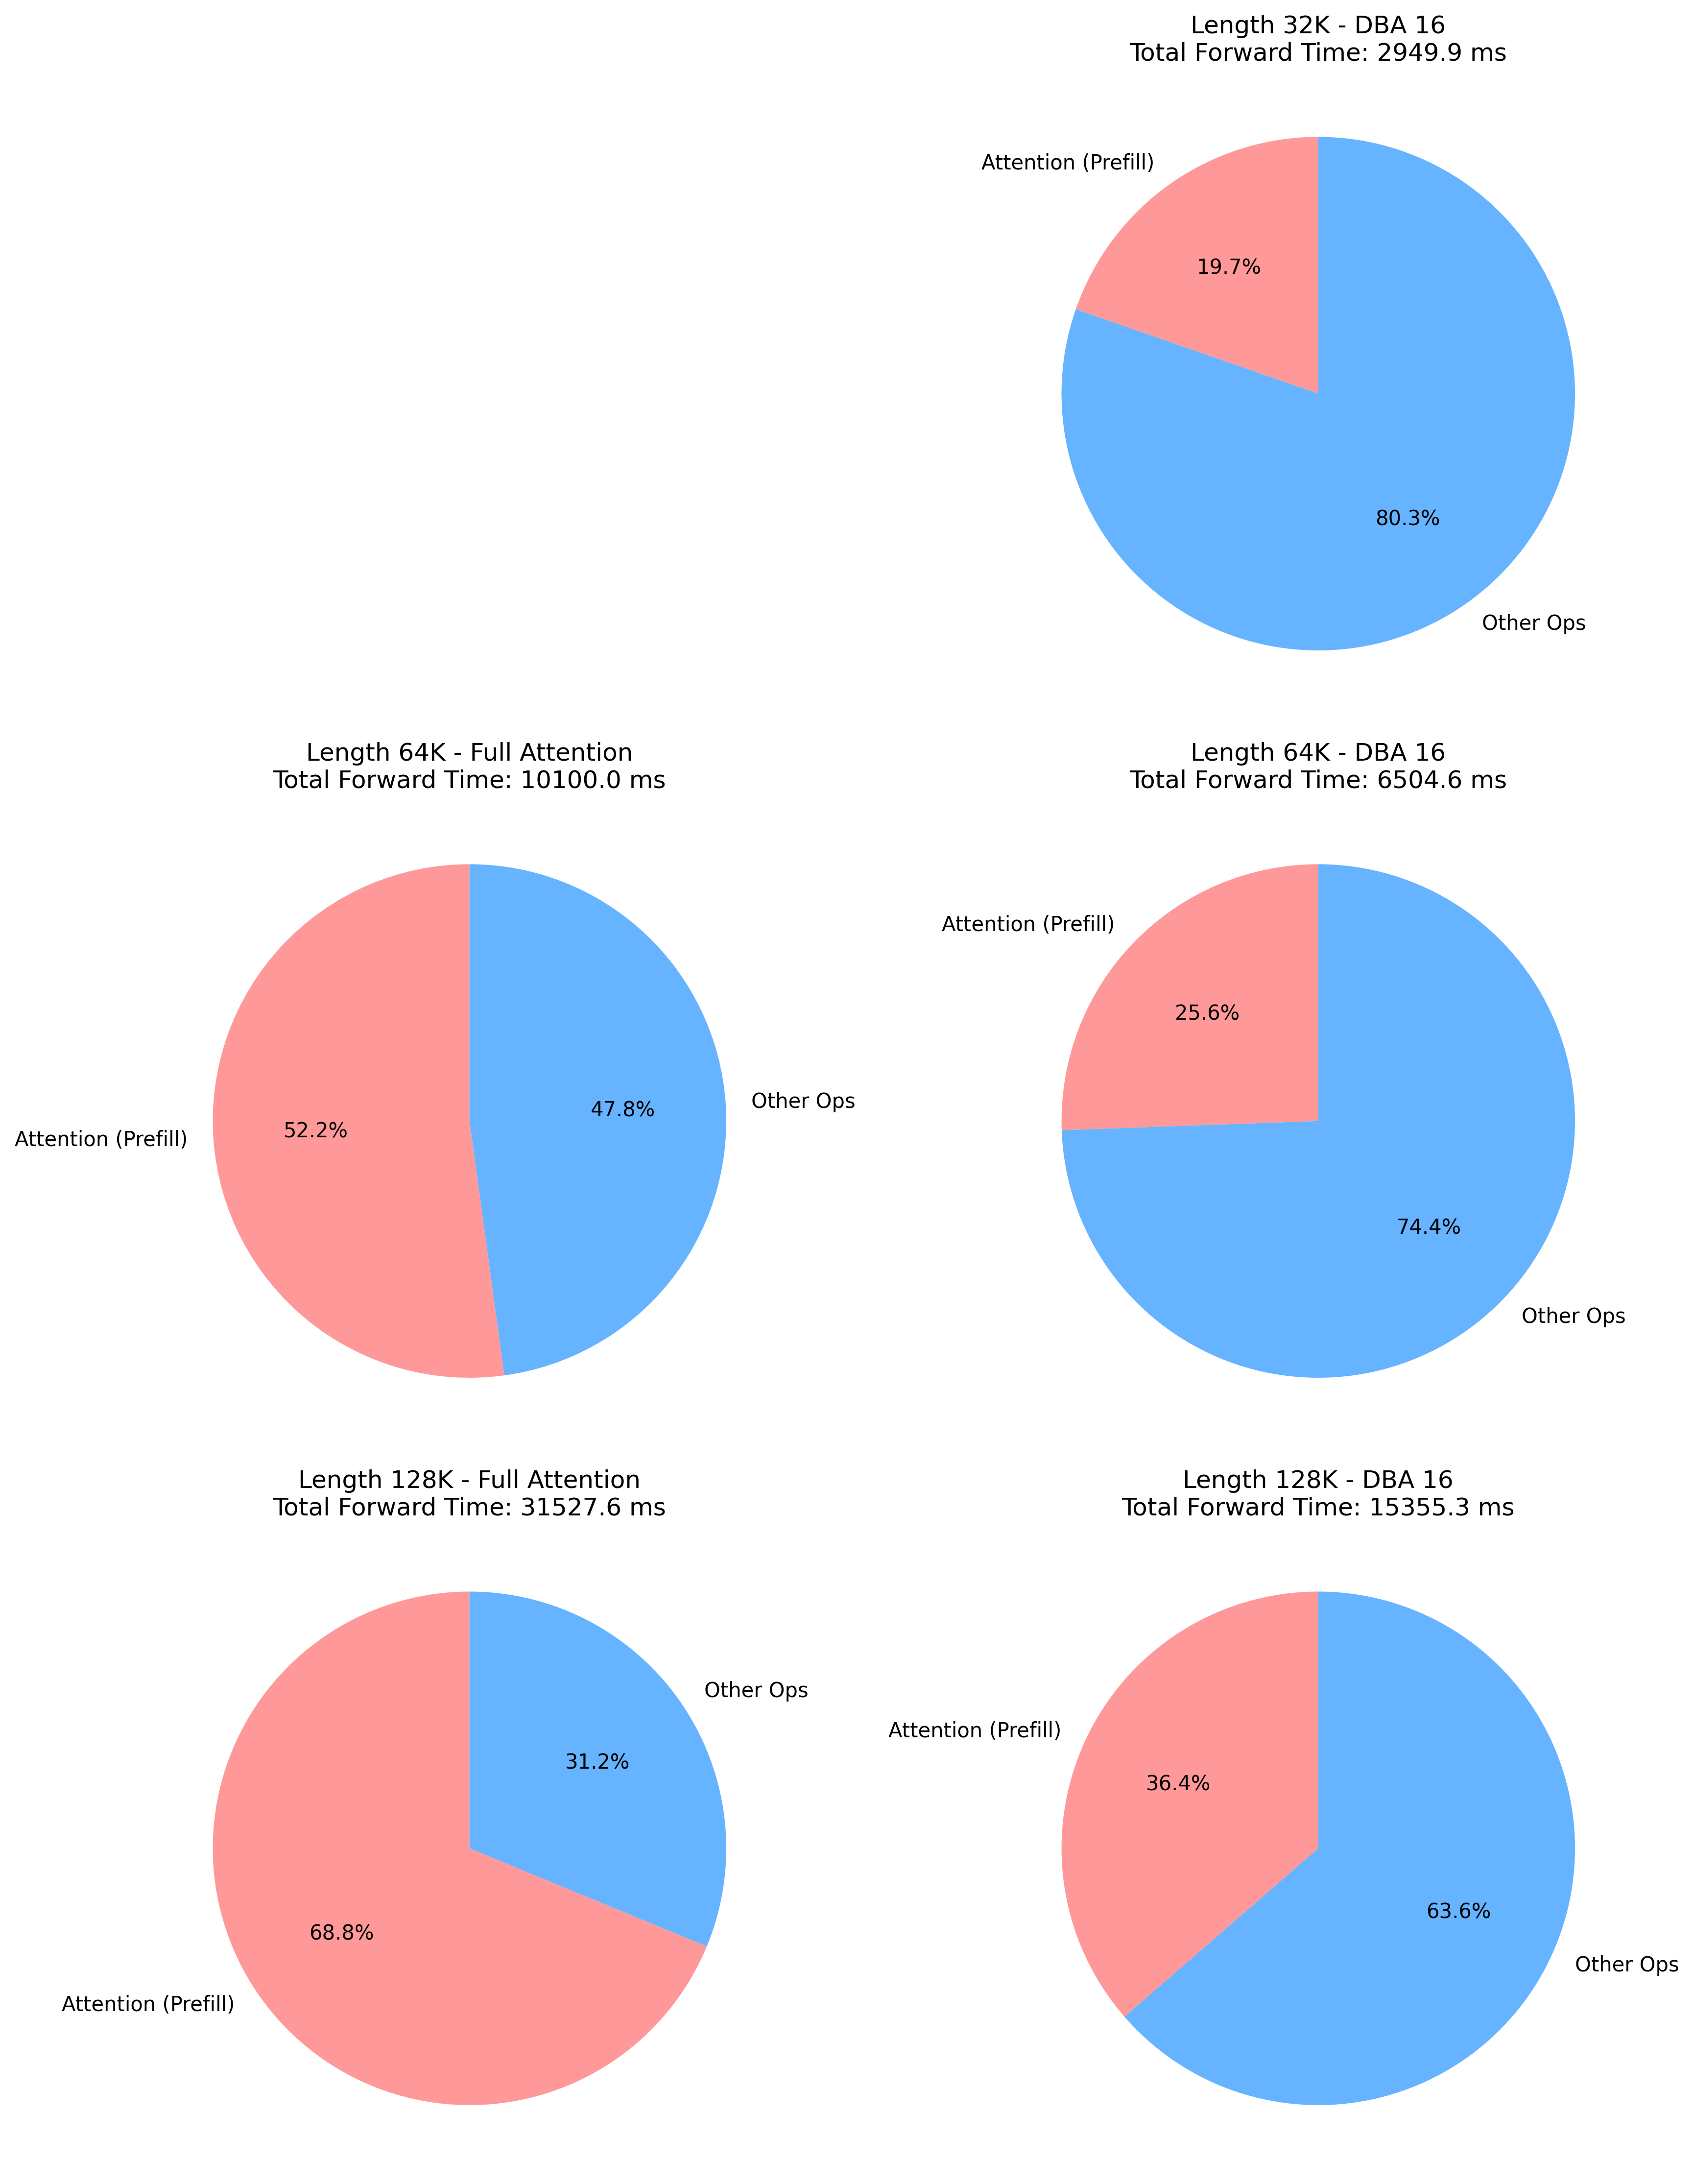 Length 32K - DBA 16
Total Forward Time: 2949.9 ms
Attention (Prefill)
19.7%
80.3%
Other Ops
Length 64K - Full Attention
Total Forward Time: 10100.0 ms
Attention (Prefill)
52.2%
47.8%
Other Ops
Length 64K - DBA 16
Total Forward Time: 6504.6 ms
Attention (Prefill)
25.6%
74.4%
Other Ops
Length 128K - Full Attention
Total Forward Time: 31527.6 ms
Other Ops
31.2%
68.8%
Attention (Prefill)
Length 128K - DBA 16
Total Forward Time: 15355.3 ms
Attention (Prefill)
36.4%
63.6%
Other Ops